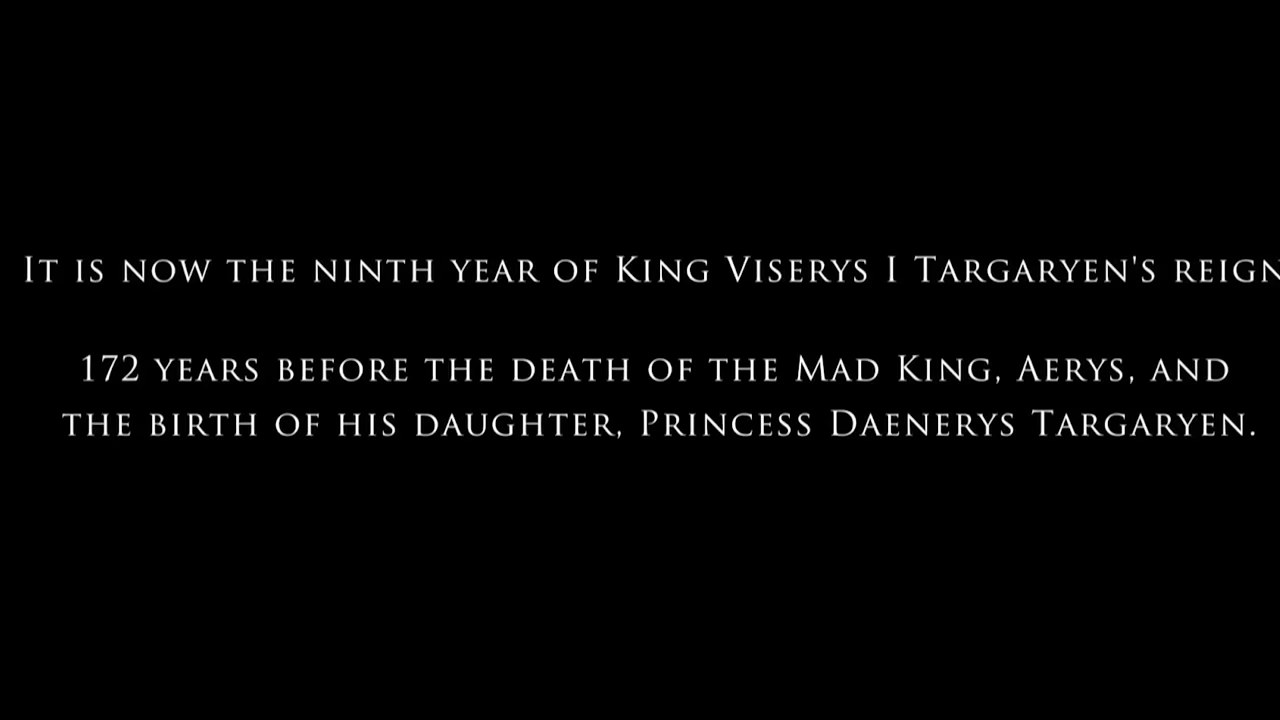 It is now the ninth year of King Viserys I Targaryen's reign
172 years before the death of the Mad King, Aerys, and
the birth of his daughter, Princess Daenerys Targaryen.